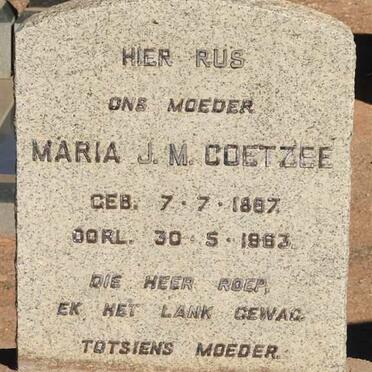 HIER RUS
ONS MOEDER
MARIA J. M. COETZEE
GEB. 7-7-1887.
OORL. 30-5-1963.
DIE HEER ROEP,
EK HET LANK GEWAG.
TOTSIENS MOEDER.